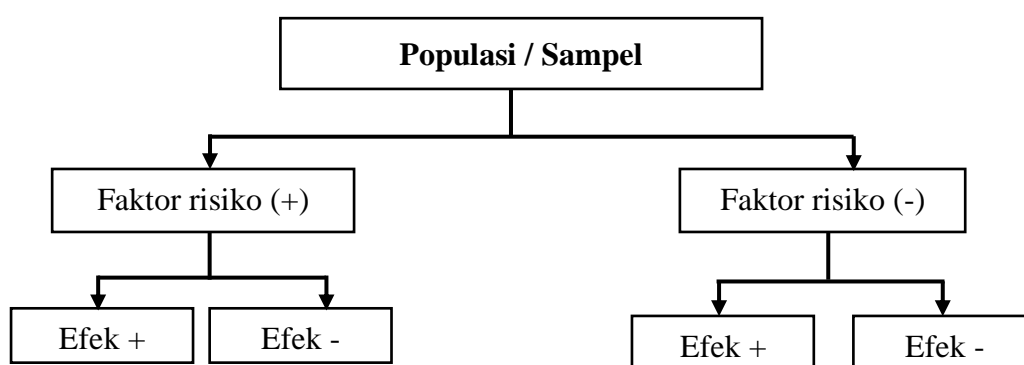 Populasi / Sampel
Faktor risiko (+)
Faktor risiko (-)
Efek +
Efek -
Efek +
Efek -